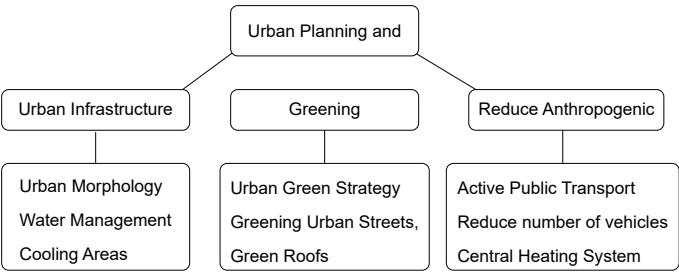 Urban Planning and
Urban Infrastructure
Greening
Reduce Anthropogenic
Urban Morphology
Water Management
Cooling Areas
Urban Green Strategy
Greening Urban Streets,
Green Roofs
Active Public Transport
Reduce number of vehicles
Central Heating System